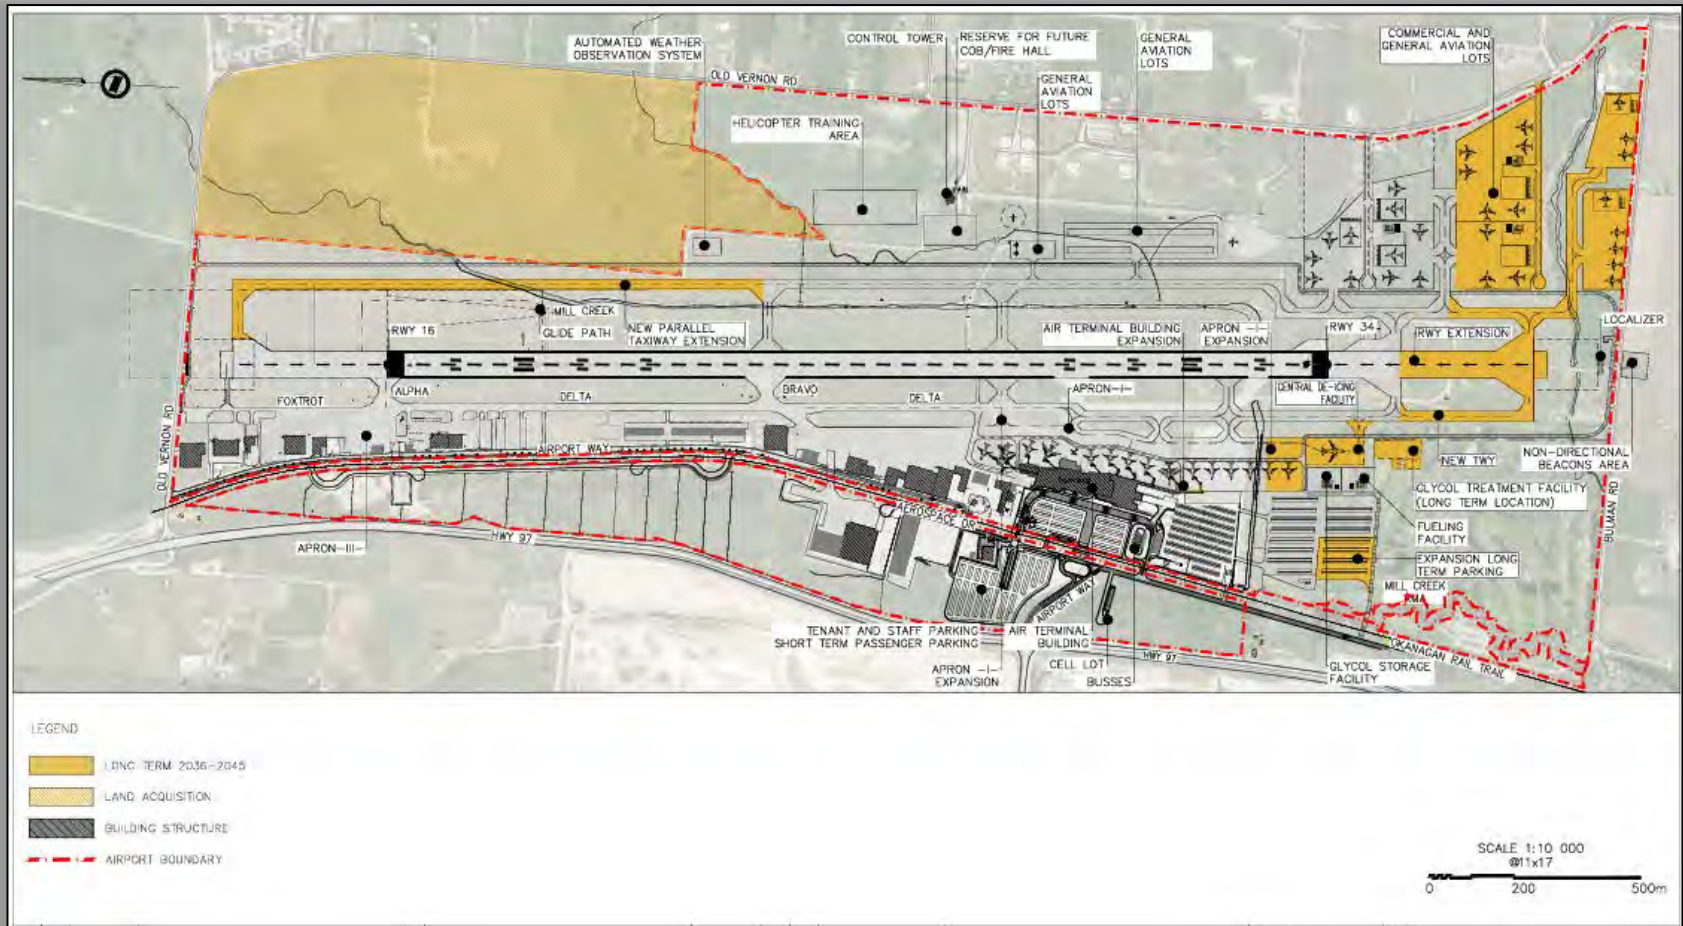 AUTOMATED WEATHER
OBSERVATION SYSTEM
CONTROL TOWER
RESERVE FOR FUTURE
COB/FIRE HALL
GENERAL
AVIATION
LOTS
COMMERCIAL AND
GENERAL AVIATION
LOTS
OLD VERNON RD
GENERAL
AVIATION
LOTS
HELICOPTER TRAINING
AREA
MILL CREEK
GLIDE PATH
NEW PARALLEL
TAXIWAY EXTENSION
RWY 16
AIR TERMINAL BUILDING
EXPANSION
APRON -I-
EXPANSION
RWY 34
RWY EXTENSION
LOCALIZER
FOXTROT
ALPHA
DELTA
BRAVO
DELTA
APRON-I-
CENTRAL DE-ICING
FACILITY
OLD VERNON RD
AIRPORT WAY
NEW TWY
NON-DIRECTIONAL
BEACONS AREA
BULMAN RD
GLYCOL TREATMENT FACILITY
(LONG TERM LOCATION)
FUELING
FACILITY
AEROSPACE DR
APRON-III-
HWY 97
EXPANSION LONG
TERM PARKING
MILL CREEK
RMA
AIRPORT WAY
TENANT AND STAFF PARKING
SHORT TERM PASSENGER PARKING
AIR TERMINAL
BUILDING
APRON -I-
EXPANSION
CELL LOT
BUSSES
HWY 97
GLYCOL STORAGE
FACILITY
OKANAGAN RAIL TRAIL
LEGEND
LONG TERM 2036-2045
LAND ACQUISITION
BUILDING STRUCTURE
AIRPORT BOUNDARY
SCALE 1:10 000
@11x17
0 200 500m